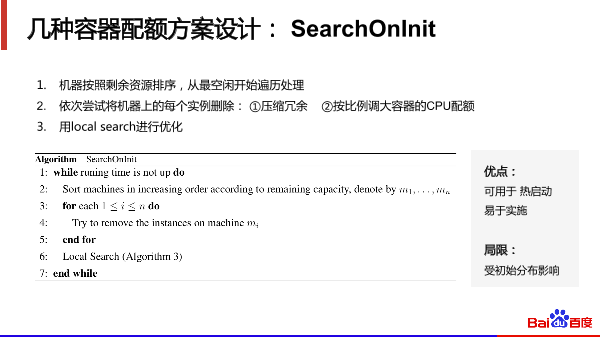 几种容器配额方案设计： SearchOnInit
1. 机器按照剩余资源排序，从最空闲开始遍历处理
2. 依次尝试将机器上的每个实例删除：①压缩冗余 ②按比例调大容器的CPU配额
3. 用local search进行优化
Algorithm SearchOnInit
1: while runing time is not up do
2: Sort machines in increasing order according to remaining capacity, denote by m1, . . . , mn
3: for each 1 ≤ i ≤ n do
4: Try to remove the instances on machine mi
5: end for
6: Local Search (Algorithm 3)
7: end while
优点：
可用于 热启动
易于实施
局限：
受初始分布影响
Baidu百度